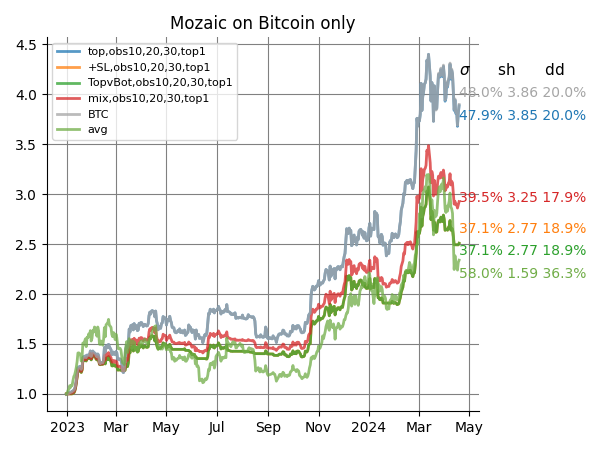 Mozaic on Bitcoin only
top,obs10,20,30,top1
+SL,obs10,20,30,top1
TopvBot,obs10,20,30,top1
mix,obs10,20,30,top1
BTC
avg
σ sh dd
48.0% 3.86 20.0%
47.9% 3.85 20.0%
39.5% 3.25 17.9%
37.1% 2.77 18.9%
37.1% 2.77 18.9%
58.0% 1.59 36.3%
4.5
4.0
3.5
3.0
2.5
2.0
1.5
1.0
2023 Mar May Jul Sep Nov 2024 Mar May